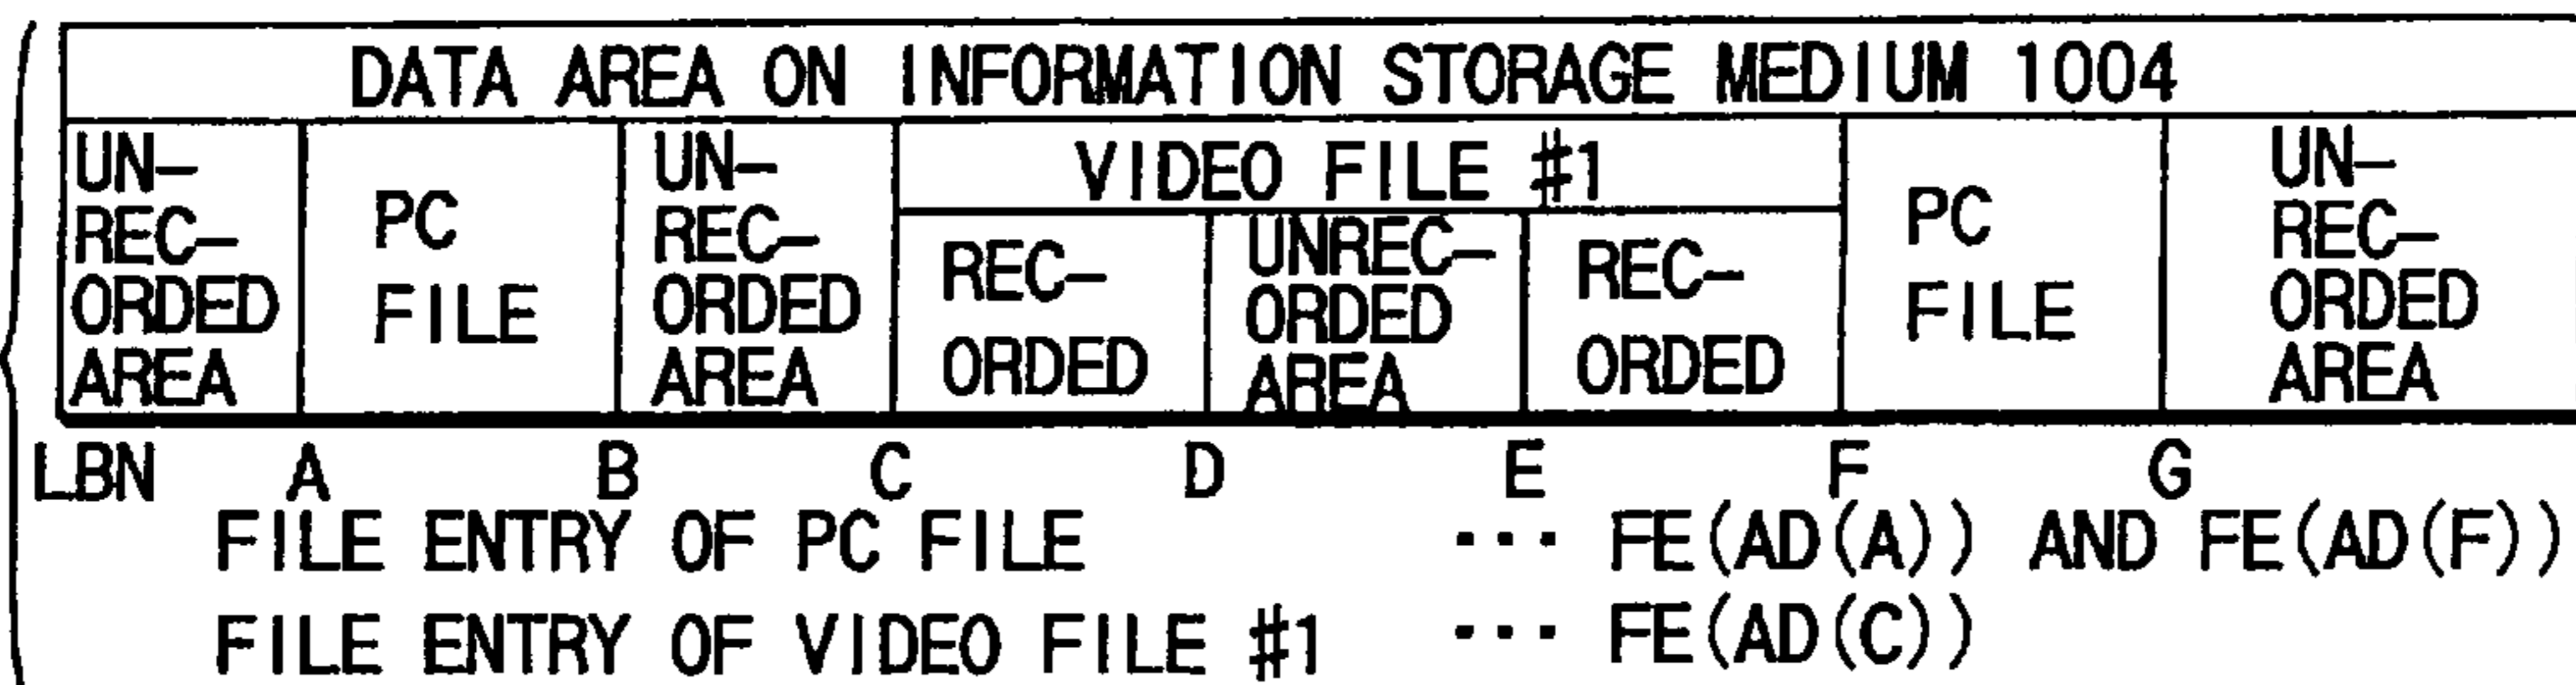 DATA AREA ON INFORMATION STORAGE MEDIUM 1004
UN-
REC-
ORDED
AREA
PC
FILE
UN-
REC-
ORDED
AREA
VIDEO FILE #1
REC-
ORDED
UNREC-
ORDED
AREA
REC-
ORDED
PC
FILE
UN-
REC-
ORDED
AREA
LBN A B C D E F G
FILE ENTRY OF PC FILE ··· FE(AD(A)) AND FE(AD(F))
FILE ENTRY OF VIDEO FILE #1 ··· FE(AD(C))